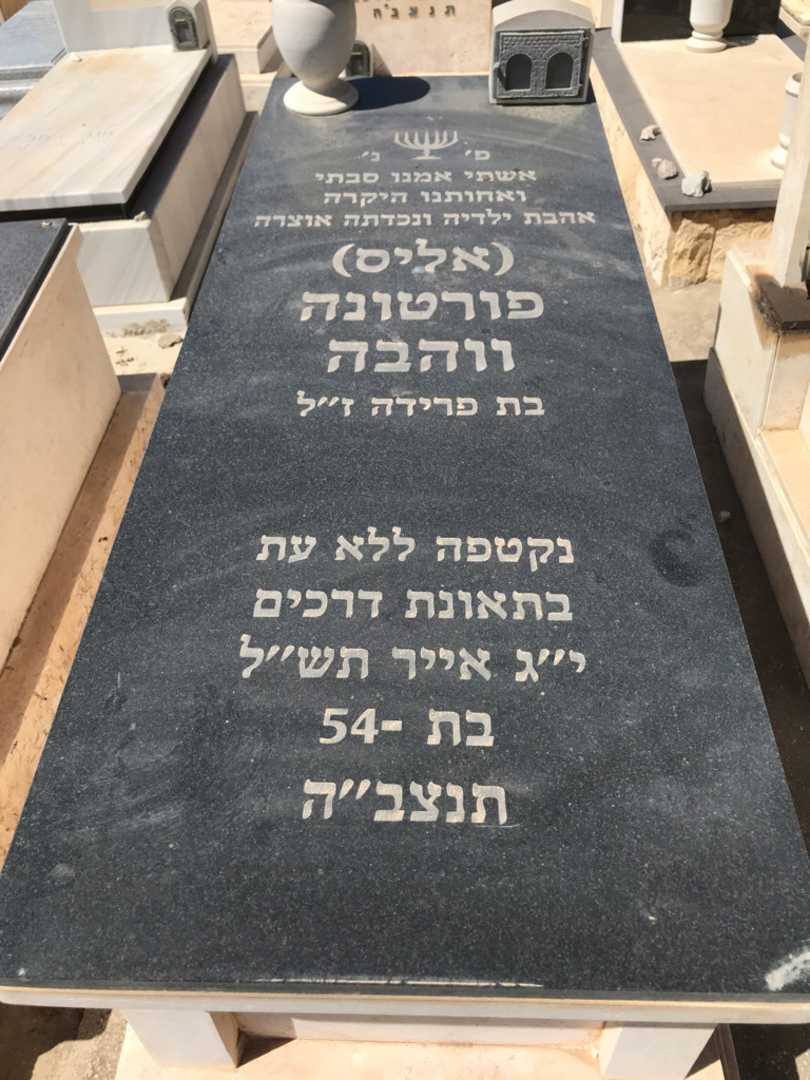 תנצב"ה
פ' נ'
אשתי אמנו סבתי
ואחותנו היקרה
אהבת ילדיה ונכדתה אוצרה
(אליס)
פורטונה
ווהבה
בת פרידה ז"ל
נקטפה ללא עת
בתאונת דרכים
י"ג אייר תש"ל
בת -54
תנצב"ה